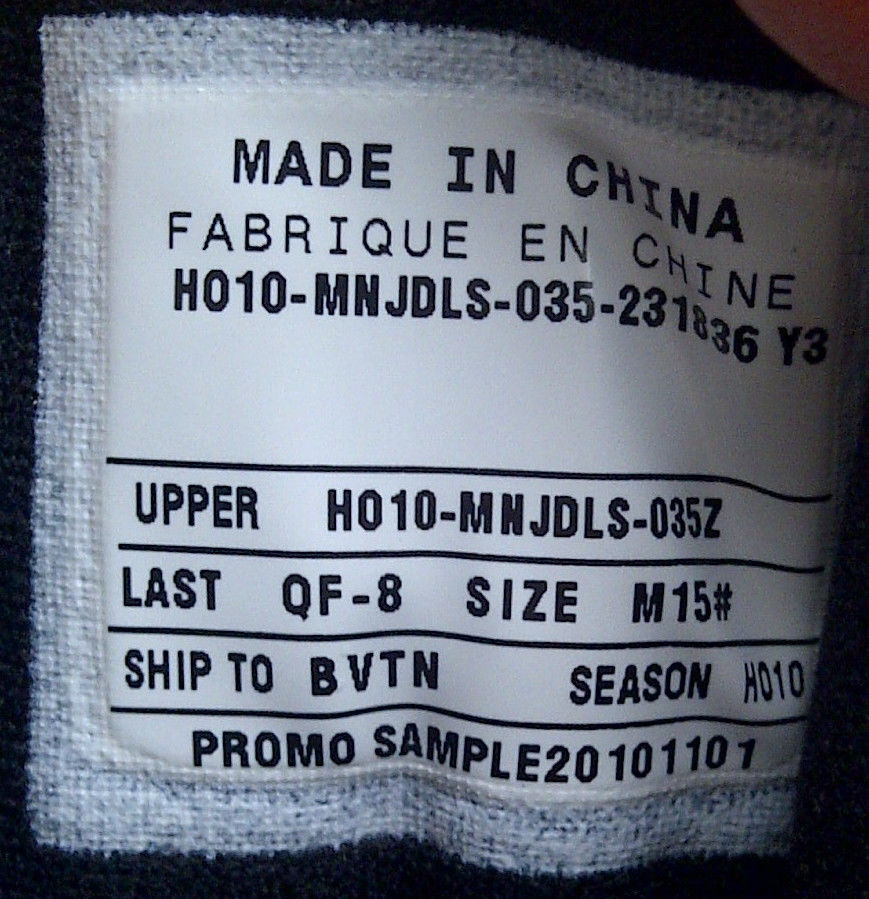 MADE IN CHINA
FABRIQUE EN CHINE
HO10-MNJDLS-035-231836 Y3
UPPER HO10-MNJDLS-035Z
LAST QF-8 SIZE M15#
SHIP TO BVTN SEASON HO10
PROMO SAMPLE20101101